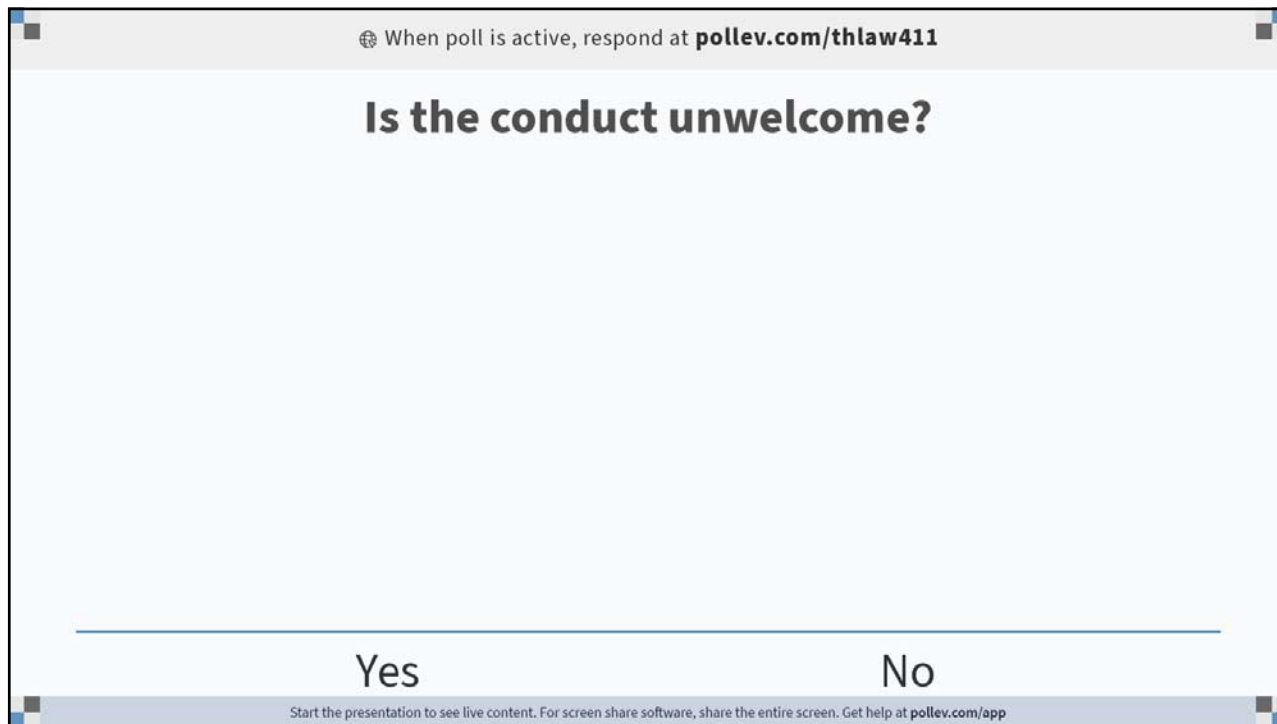 When poll is active, respond at pollev.com/thlaw411
Is the conduct unwelcome?
Yes No
Start the presentation to see live content. For screen share software, share the entire screen. Get help at pollev.com/app